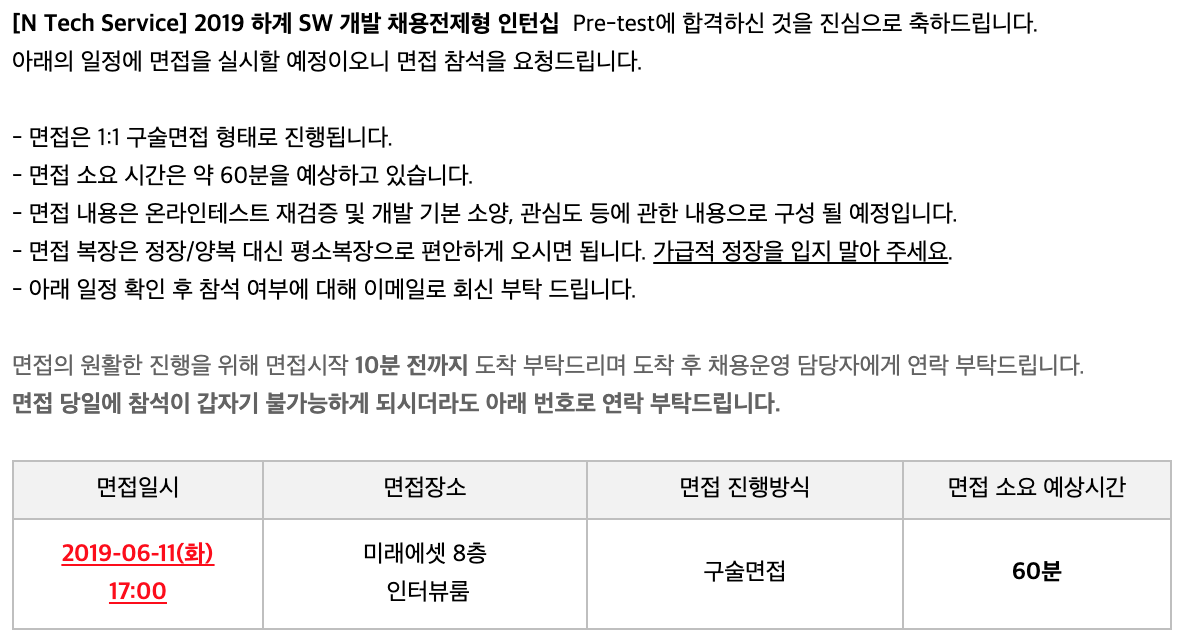 [N Tech Service] 2019 하계 SW 개발 채용전제형 인턴십 Pre-test에 합격하신 것을 진심으로 축하드립니다.
아래의 일정에 면접을 실시할 예정이오니 면접 참석을 요청드립니다.
- 면접은 1:1 구술면접 형태로 진행됩니다.
- 면접 소요 시간은 약 60분을 예상하고 있습니다.
- 면접 내용은 온라인테스트 재검증 및 개발 기본 소양, 관심도 등에 관한 내용으로 구성 될 예정입니다.
- 면접 복장은 정장/양복 대신 평소복장으로 편안하게 오시면 됩니다. 가급적 정장을 입지 말아 주세요.
- 아래 일정 확인 후 참석 여부에 대해 이메일로 회신 부탁 드립니다.
면접의 원활한 진행을 위해 면접시작 10분 전까지 도착 부탁드리며 도착 후 채용운영 담당자에게 연락 부탁드립니다.
면접 당일에 참석이 갑자기 불가능하게 되시더라도 아래 번호로 연락 부탁드립니다.
면접일시 면접장소 면접 진행방식 면접 소요 예상시간
2019-06-11(화)
17:00
미래에셋 8층
인터뷰룸
구술면접
60분